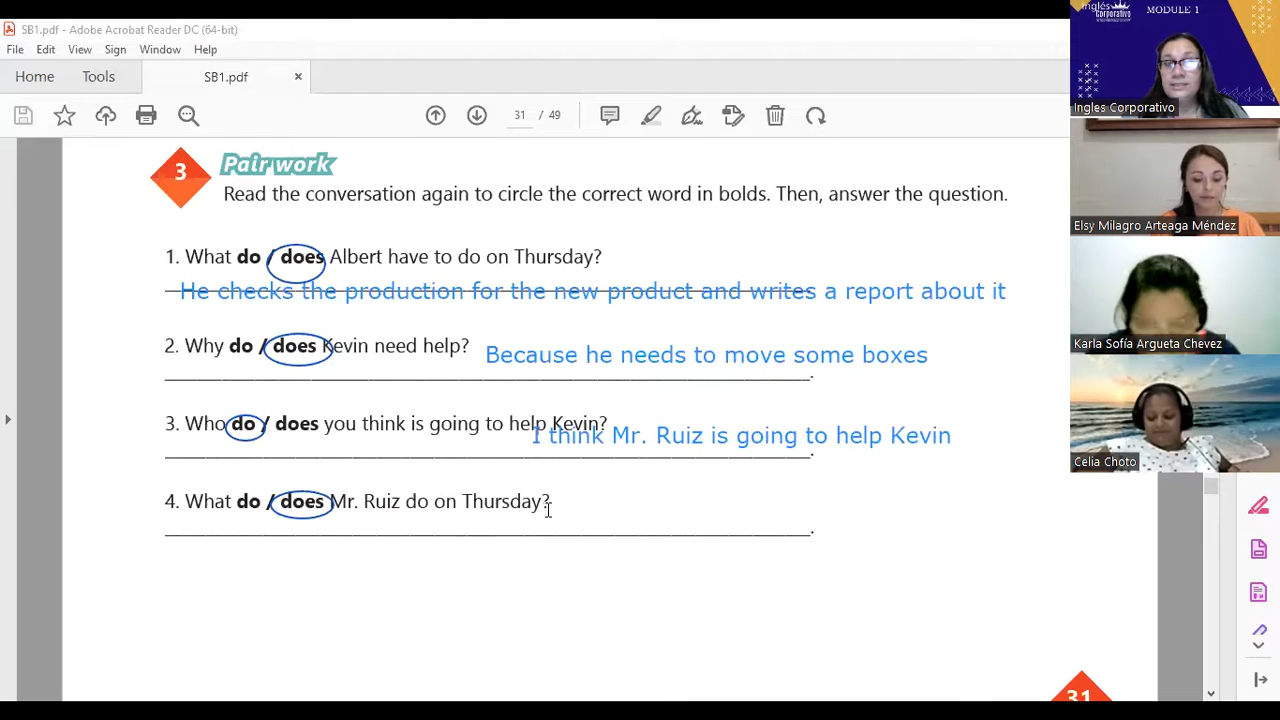 SB1.pdf - Adobe Acrobat Reader DC (64-bit)
File Edit View Sign Window Help
Home Tools SB1.pdf ×
31 / 49
3
Pair work
Read the conversation again to circle the correct word in bolds. Then, answer the question.
1. What do / does Albert have to do on Thursday?
He checks the production for the new product and writes a report about it
2. Why do / does Kevin need help?
Because he needs to move some boxes
3. Who do / does you think is going to help Kevin?
I think Mr. Ruiz is going to help Kevin
4. What do / does Mr. Ruiz do on Thursday?
31
Inglés
Corporativo
MODULE 1
Ingles Corporativo
Elsy Milagro Arteaga Méndez
Karla Sofía Argueta Chevez
Celia Choto